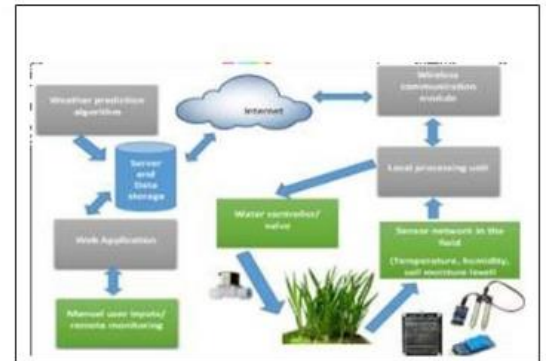 Wireless
communication
module
Weather prediction
algorithm
Internet
Server
and
Data
storage
Local processing unit
Water controller/
valve
Web Application
Sensor network in the
field
(Temperature, humidity,
soil moisture level)
Manual user inputs/
remote monitoring